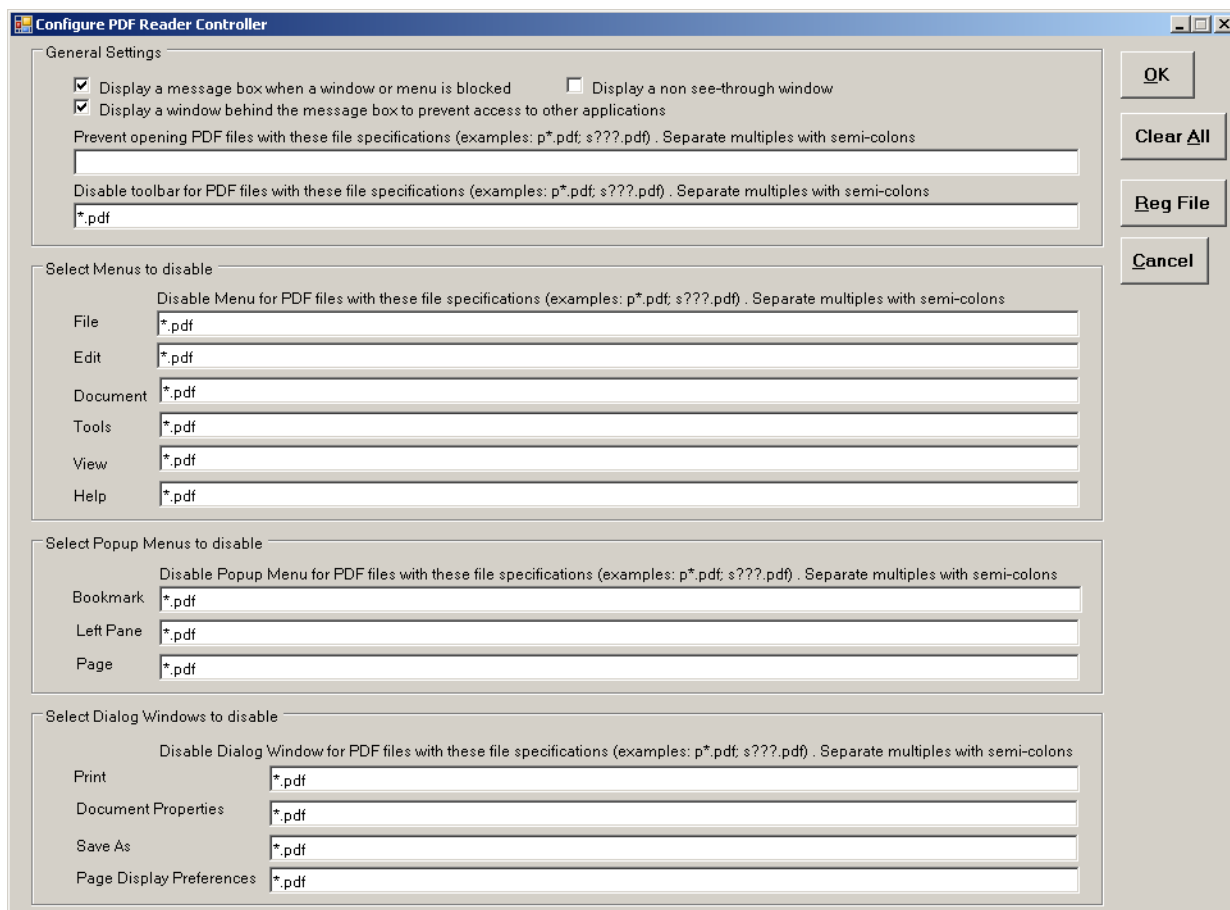 Configure PDF Reader Controller
General Settings
Display a message box when a window or menu is blocked
Display a non see-through window
Display a window behind the message box to prevent access to other applications
Prevent opening PDF files with these file specifications (examples: p*.pdf; s???.pdf) . Separate multiples with semi-colons
Disable toolbar for PDF files with these file specifications (examples: p*.pdf; s???.pdf) . Separate multiples with semi-colons
*.pdf
OK
Clear All
Reg File
Cancel
Select Menus to disable
Disable Menu for PDF files with these file specifications (examples: p*.pdf; s???.pdf) . Separate multiples with semi-colons
File *.pdf
Edit *.pdf
Document *.pdf
Tools *.pdf
View *.pdf
Help *.pdf
Select Popup Menus to disable
Disable Popup Menu for PDF files with these file specifications (examples: p*.pdf; s???.pdf) . Separate multiples with semi-colons
Bookmark *.pdf
Left Pane *.pdf
Page *.pdf
Select Dialog Windows to disable
Disable Dialog Window for PDF files with these file specifications (examples: p*.pdf; s???.pdf) . Separate multiples with semi-colons
Print *.pdf
Document Properties *.pdf
Save As *.pdf
Page Display Preferences *.pdf